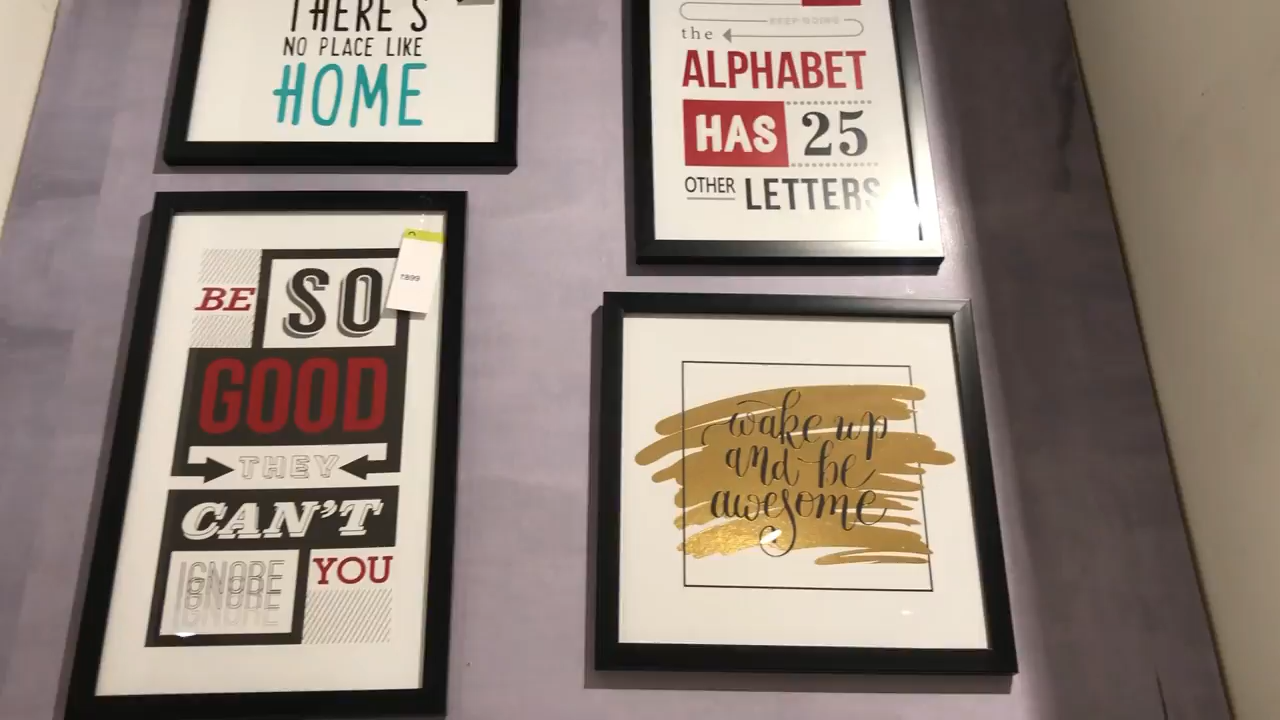 THERE'S
NO PLACE LIKE
HOME
KEEP GOING
the
ALPHABET
HAS 25
OTHER LETTERS
BE SO
GOOD
THEY
CAN'T
IGNORE YOU
₹899
wake up
and be
awesome